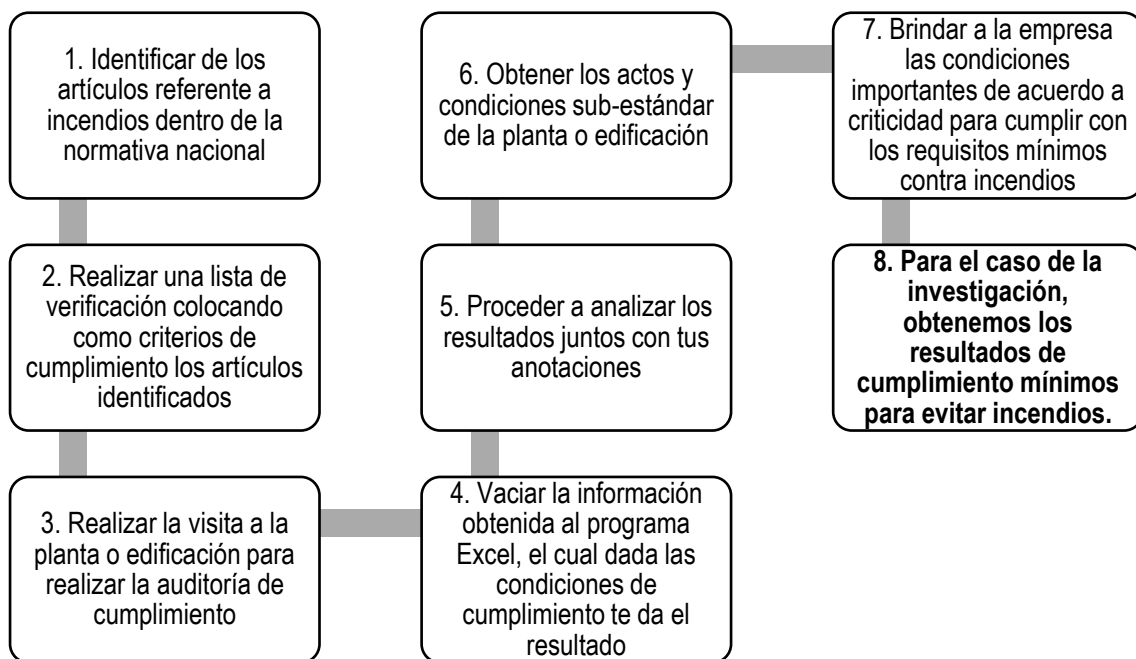 1. Identificar de los
artículos referente a
incendios dentro de la
normativa nacional
2. Realizar una lista de
verificación colocando
como criterios de
cumplimiento los artículos
identificados
3. Realizar la visita a la
planta o edificación para
realizar la auditoría de
cumplimiento
4. Vaciar la información
obtenida al programa
Excel, el cual dada las
condiciones de
cumplimiento te da el
resultado
5. Proceder a analizar los
resultados juntos con tus
anotaciones
6. Obtener los actos y
condiciones sub-estándar
de la planta o edificación
7. Brindar a la empresa
las condiciones
importantes de acuerdo a
criticidad para cumplir con
los requisitos mínimos
contra incendios
8. Para el caso de la
investigación,
obtenemos los
resultados de
cumplimiento mínimos
para evitar incendios.